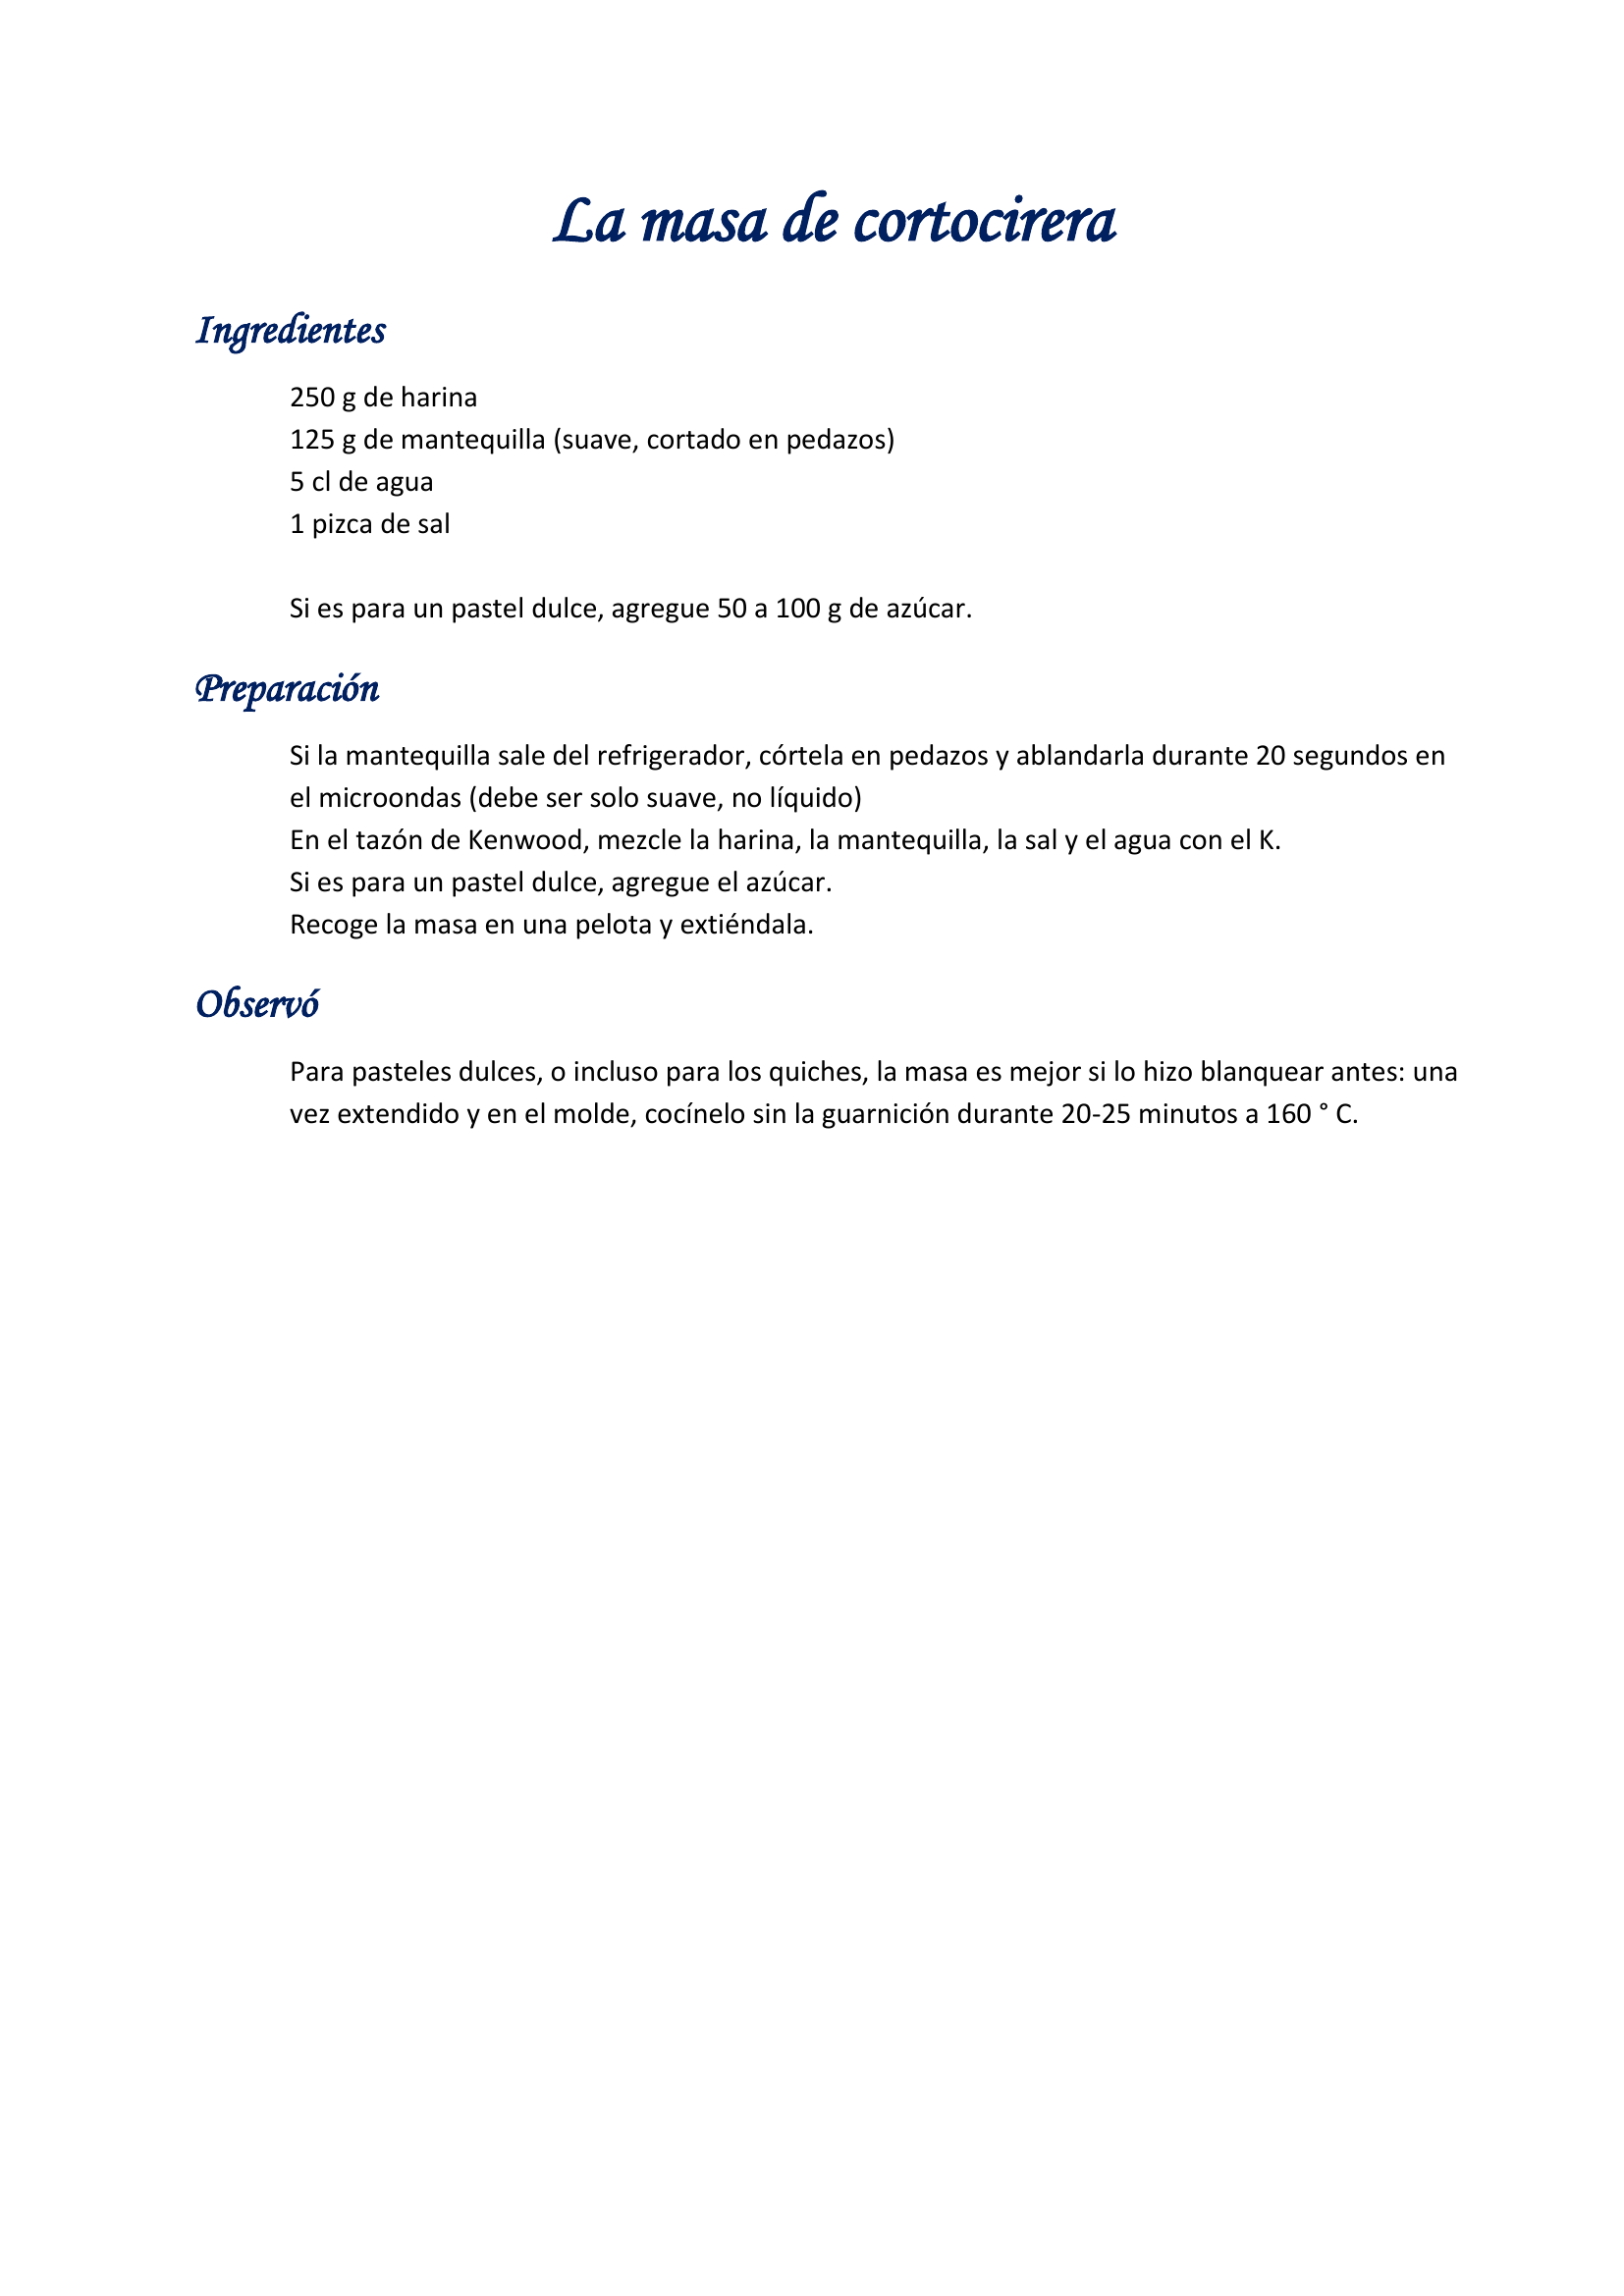 La masa de cortocirera
Ingredientes
250 g de harina
125 g de mantequilla (suave, cortado en pedazos)
5 cl de agua
1 pizca de sal
Si es para un pastel dulce, agregue 50 a 100 g de azúcar.
Preparación
Si la mantequilla sale del refrigerador, córtela en pedazos y ablandarla durante 20 segundos en
el microondas (debe ser solo suave, no líquido)
En el tazón de Kenwood, mezcle la harina, la mantequilla, la sal y el agua con el K.
Si es para un pastel dulce, agregue el azúcar.
Recoge la masa en una pelota y extiéndala.
Observó
Para pasteles dulces, o incluso para los quiches, la masa es mejor si lo hizo blanquear antes: una
vez extendido y en el molde, cocínelo sin la guarnición durante 20-25 minutos a 160 ° C.